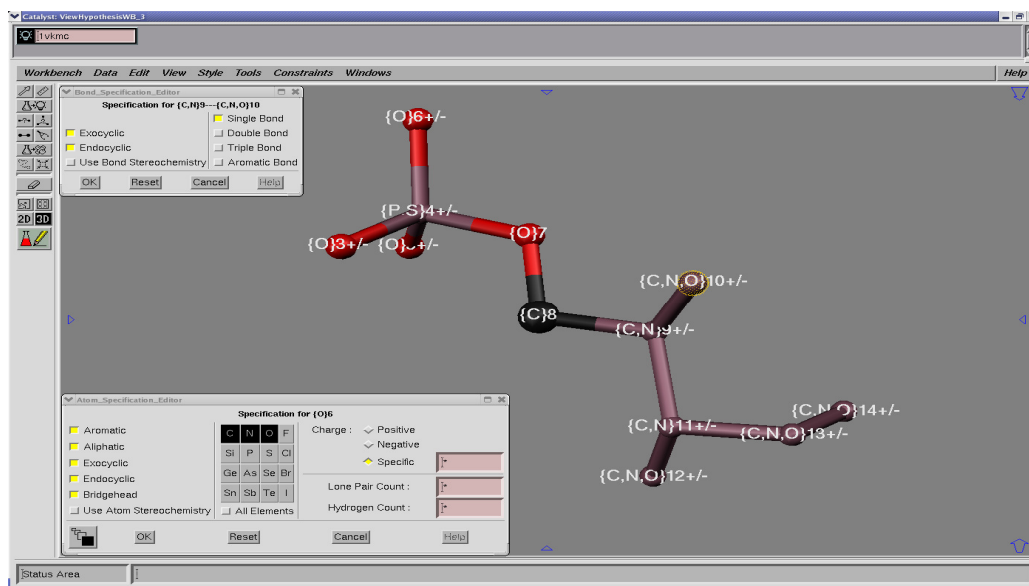 Catalyst: ViewHypothesisWB_3
1vkmc
Workbench Data Edit View Style Tools Constraints Windows Help
Bond_Specification_Editor
Specification for {C,N}9---{C,N,O}10
Single Bond
Exocyclic
Double Bond
Endocyclic
Triple Bond
Use Bond Stereochemistry
Aromatic Bond
OK Reset Cancel Help
2D 3D
{O}6+/-
{P,S}4+/-
{O}7
{O}3+/-
{C,N,O}10+/-
{C}8
{C,N}9+/-
{C,N,O}14+/-
{C,N}11+/-
{C,N,O}13+/-
{C,N,O}12+/-
Atom_Specification_Editor
Specification for {O}6
Aromatic
Aliphatic
Exocyclic
Endocyclic
Bridgehead
Use Atom Stereochemistry
C N O F
Si P S Cl
Ge As Se Br
Sn Sb Te I
All Elements
Charge :
Positive
Negative
Specific *
Lone Pair Count : *
Hydrogen Count : *
OK Reset Cancel Help
Status Area